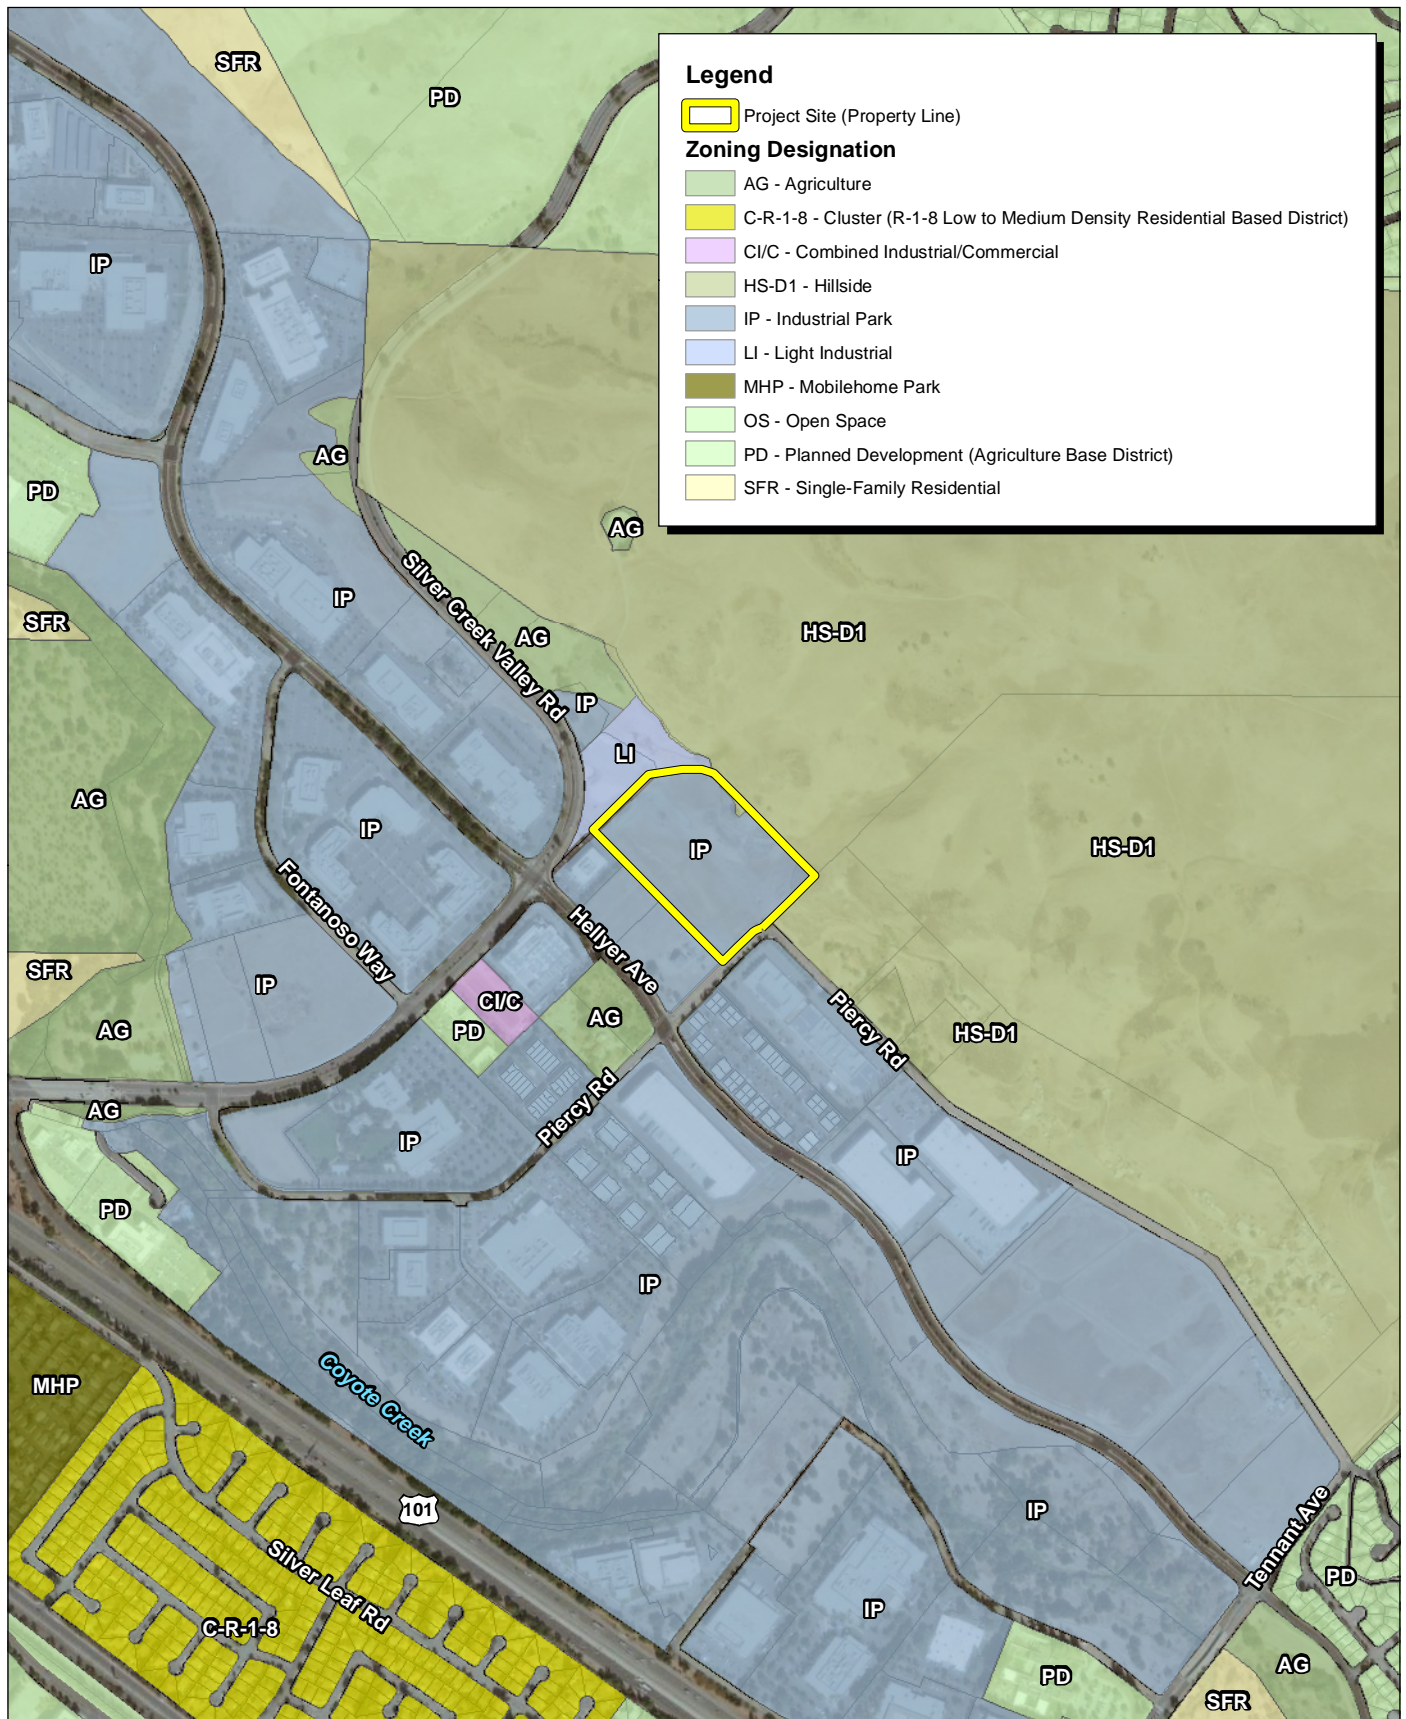 Legend
Project Site (Property Line)
Zoning Designation
AG - Agriculture
C-R-1-8 - Cluster (R-1-8 Low to Medium Density Residential Based District)
CI/C - Combined Industrial/Commercial
HS-D1 - Hillside
IP - Industrial Park
LI - Light Industrial
MHP - Mobilehome Park
OS - Open Space
PD - Planned Development (Agriculture Base District)
SFR - Single-Family Residential
SFR
PD
IP
AG
PD
AG
Silver Creek Valley Rd
IP
SFR
HS-D1
AG
IP
LI
AG
IP
IP
HS-D1
Fontanoso Way
Hellyer Ave
SFR
IP
CI/C
AG
PD
Piercy Rd
HS-D1
AG
AG
Piercy Rd
IP
IP
PD
IP
Coyote Creek
MHP
101
IP
Tennant Ave
Silver Leaf Rd
PD
IP
C-R-1-8
AG
PD
SFR